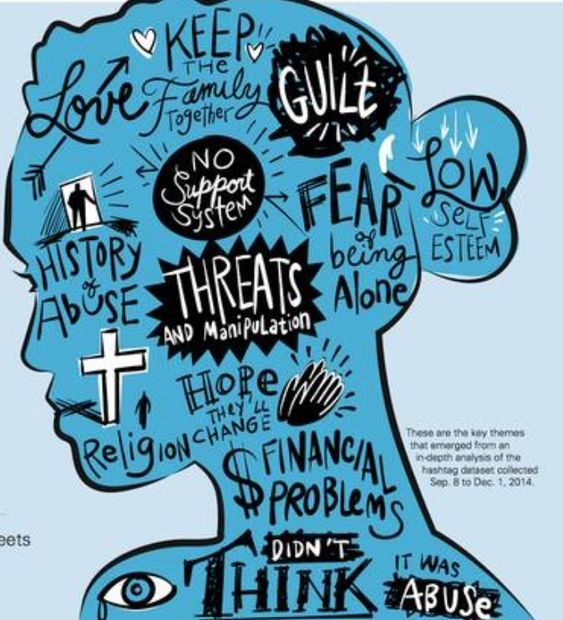 KEEP
THE
Family
Together
Love
GUILt
NO
Support
SYSTEM
LOW
SELF
ESTEEM
FEAR
of
being
Alone
HISTORY
of
AbUSE
THREATS
AND Manipulation
HOPE
THEY'LL
CHANGE
Religion
$ FINANCIAL
PROBLEMS
These are the key themes
that emerged from an
in-depth analysis of the
hashtag dataset collected
Sep. 8 to Dec. 1, 2014.
eets
DIDN'T
THINK
IT WAS
ABUSe